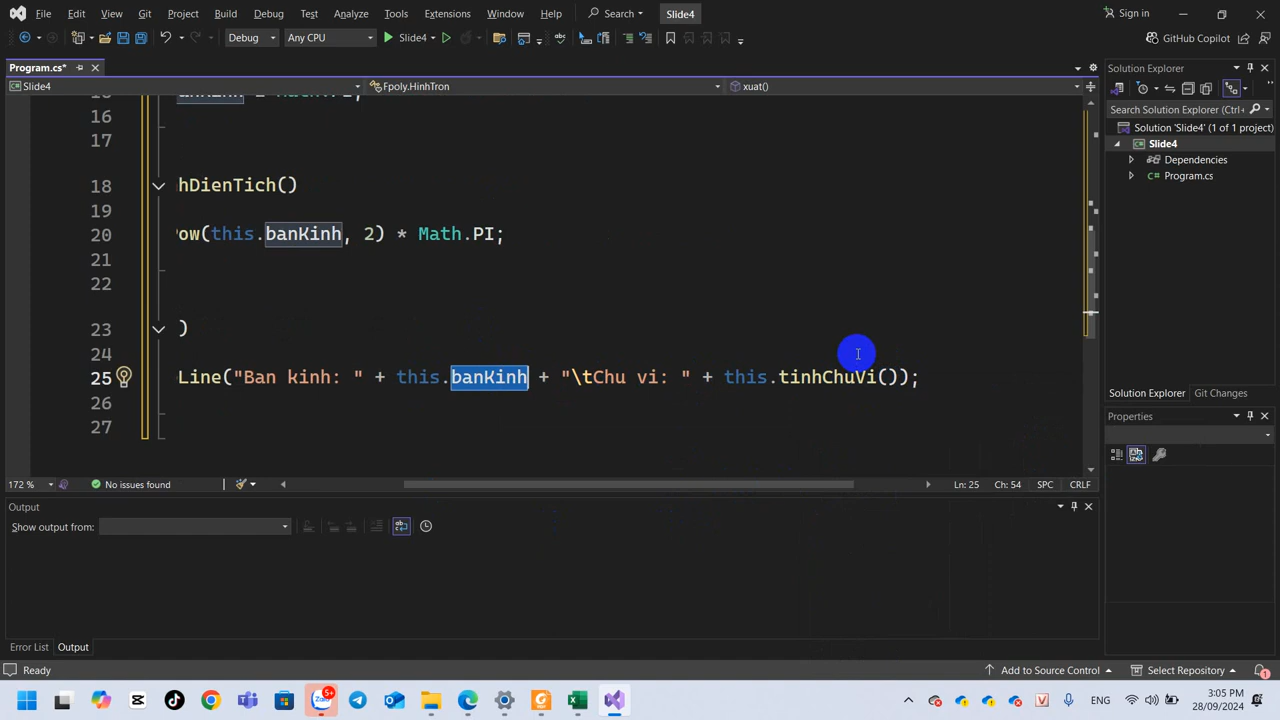 File Edit View Git Project Build Debug Test Analyze Tools Extensions Window Help Search Slide4 Sign in
Debug Any CPU Slide4 GitHub Copilot
Program.cs* Solution Explorer
Slide4 Fpoly.HinTron xuat()
Search Solution Explorer (Ctrl+
Solution 'Slide4' (1 of 1 project)
Slide4
Dependencies
Program.cs
16
17
18 hDienTich()
19
20 ow(this.banKinh, 2) * Math.PI;
21
22
23 )
24
25 Line("Ban kinh: " + this.banKinh + "\tChu vi: " + this.tinhChuVi());
26
27
Solution Explorer Git Changes
Properties
172 % No issues found Ln: 25 Ch: 54 SPC CRLF
Output
Show output from:
Error List Output
Ready Add to Source Control Select Repository 1
Zalo 5+ ENG 3:05 PM
28/09/2024